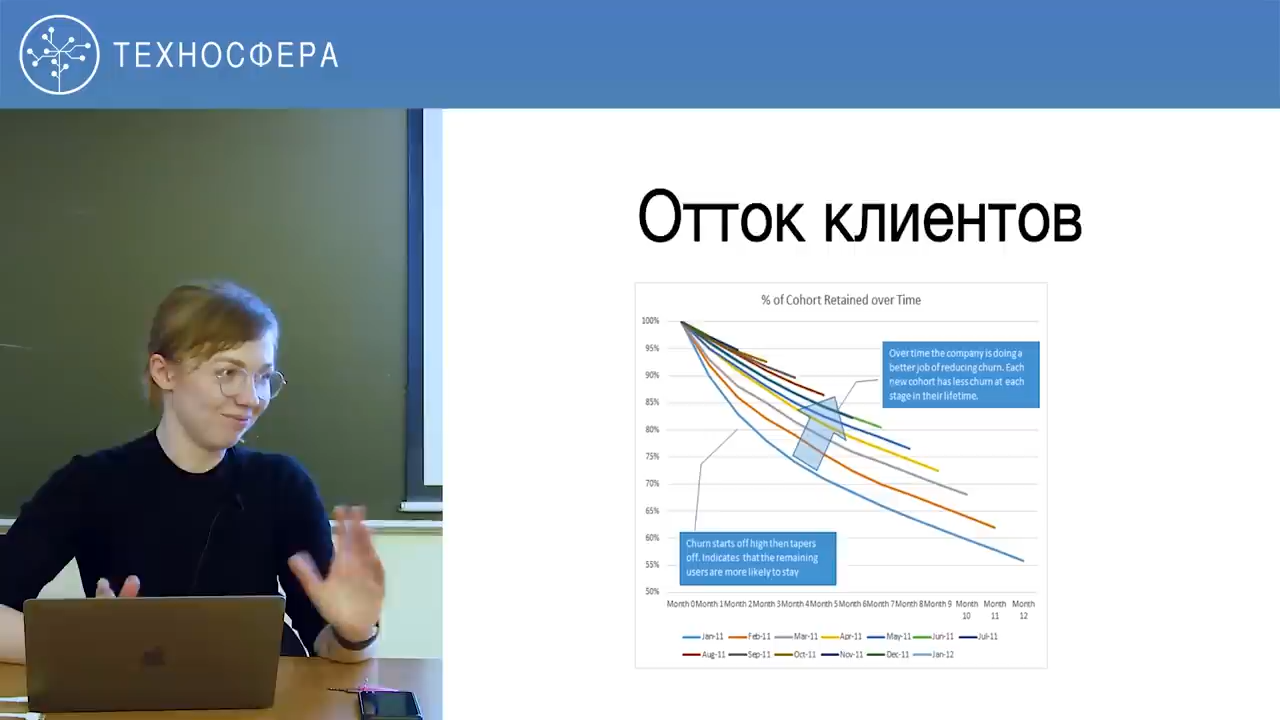 ТЕХНОСФЕРА
Отток клиентов
% of Cohort Retained over Time
100%
95%
90%
85%
80%
75%
70%
65%
60%
55%
50%
Over time the company is doing a
better job of reducing churn. Each
new cohort has less churn at each
stage in their lifetime.
Churn starts off high then tapers
off. Indicates that the remaining
users are more likely to stay
Month 0 Month 1 Month 2 Month 3 Month 4 Month 5 Month 6 Month 7 Month 8 Month 9 Month 10 Month 11 Month 12
Jan-11 Feb-11 Mar-11 Apr-11 May-11 Jun-11 Jul-11
Aug-11 Sep-11 Oct-11 Nov-11 Dec-11 Jan-12